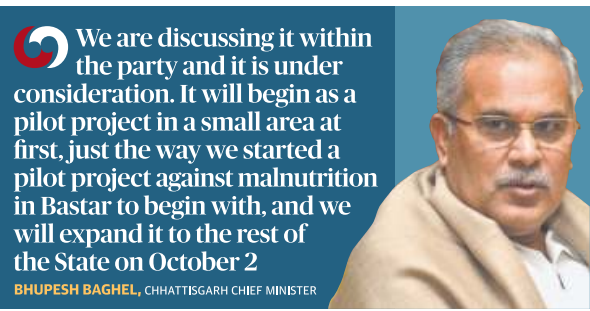 We are discussing it within
the party and it is under
consideration. It will begin as a
pilot project in a small area at
first, just the way we started a
pilot project against malnutrition
in Bastar to begin with, and we
will expand it to the rest of
the State on October 2
BHUPESH BAGHEL, CHHATTISGARH CHIEF MINISTER